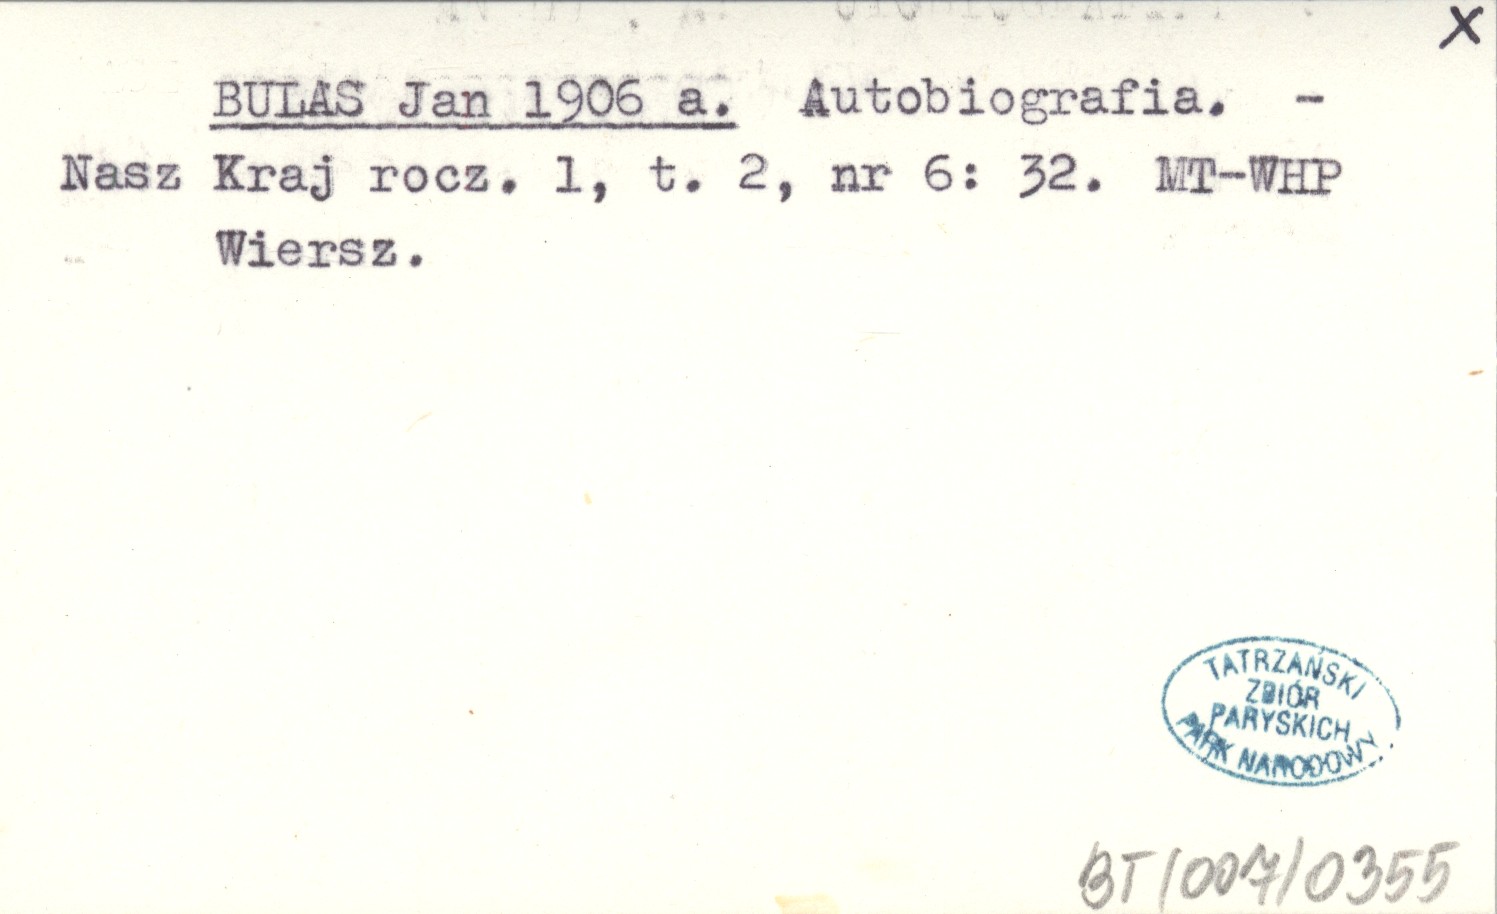 X
BULAS Jan 1906 a. Autobiografia. -
Nasz Kraj rocz. 1, t. 2, nr 6: 32. MT-WHP
Wiersz.
TATRZAŃSKI
ZBIÓR
PARYSKICH
PARK NARODOWY
BT/007/0355